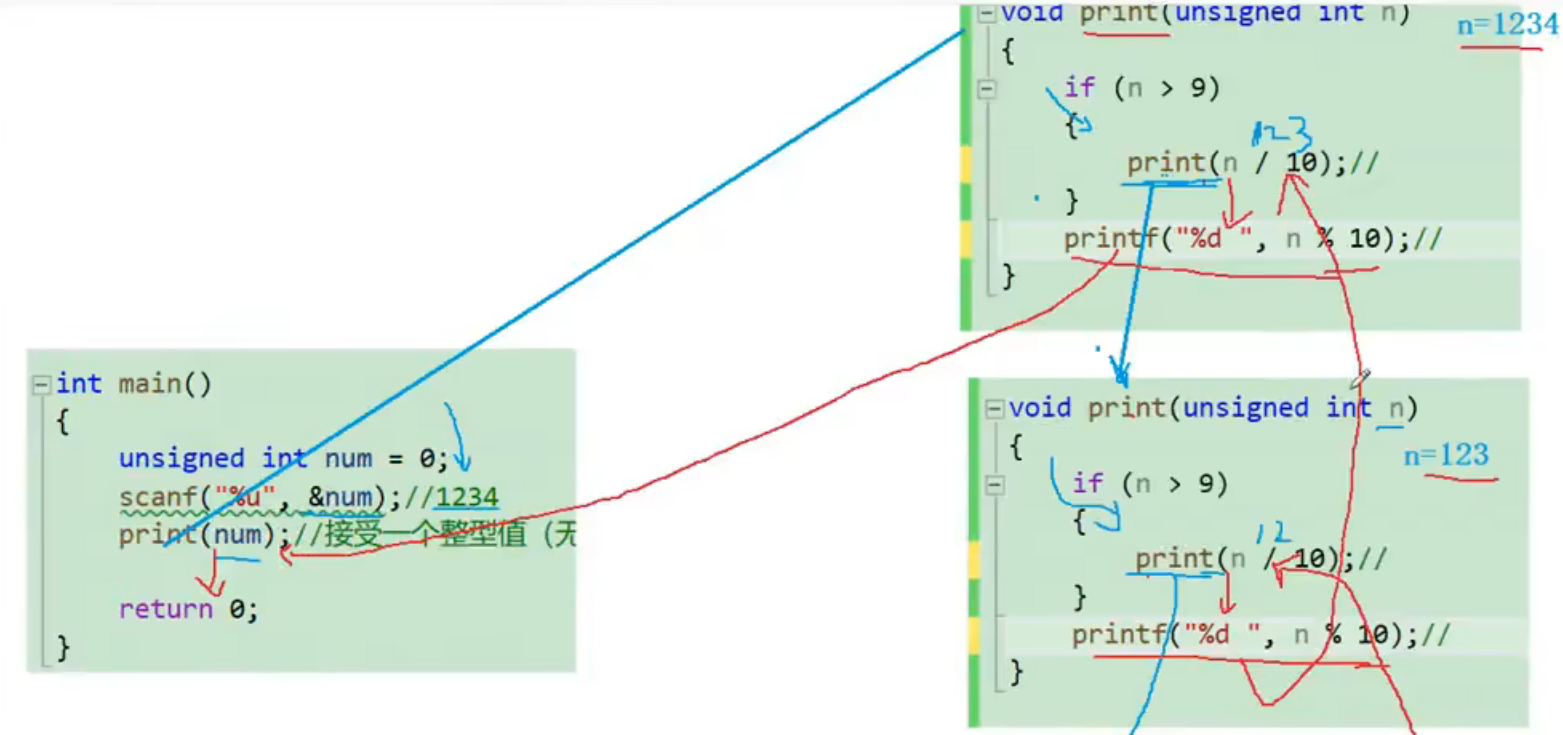 int main()
{
unsigned int num = 0;
scanf("%u", &num);//1234
print(num);//接受一个整型值（无
return 0;
}
void print(unsigned int n)
n=1234
{
if (n > 9)
{
123
print(n / 10);//
}
printf("%d ", n % 10);//
}
void print(unsigned int n)
{
n=123
if (n > 9)
{
12
print(n / 10);//
}
printf("%d ", n % 10);//
}